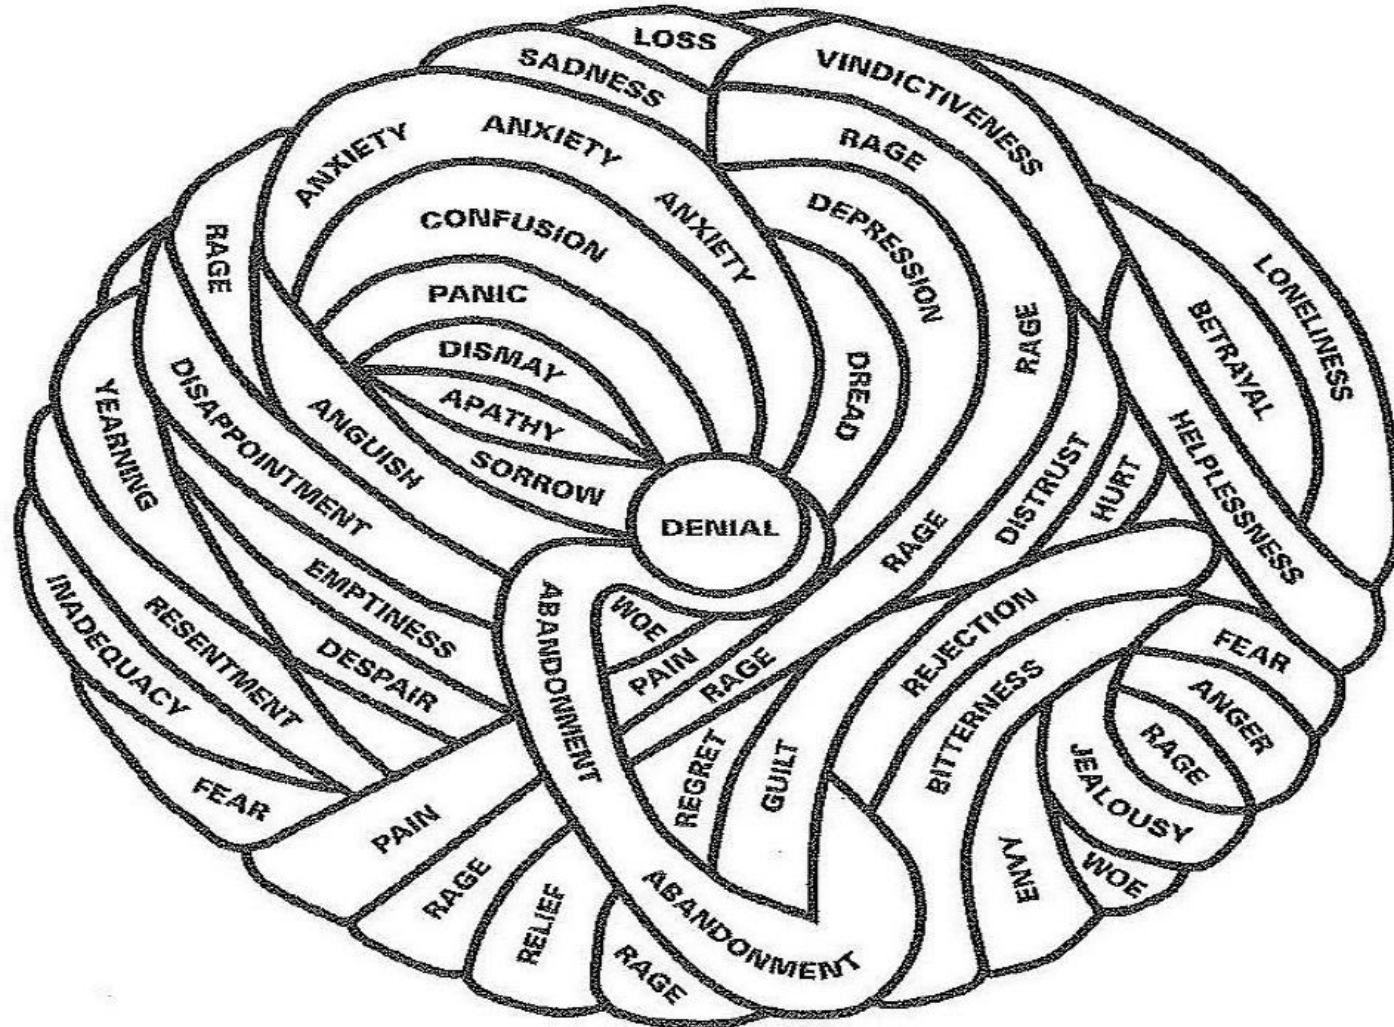 LOSS
SADNESS
VINDICTIVENESS
ANXIETY
ANXIETY
ANXIETY
RAGE
DEPRESSION
RAGE
CONFUSION
PANIC
DISMAY
APATHY
SORROW
DREAD
RAGE
LONELINESS
BETRAYAL
HELPLESSNESS
YEARNING
DISAPPOINTMENT
ANGUISH
DENIAL
RAGE
DISTRUST
HURT
INADEQUACY
RESENTMENT
EMPTINESS
DESPAIR
ABANDONMENT
WOE
PAIN
RAGE
REJECTION
BITTERNESS
FEAR
ANGER
RAGE
JEALOUSY
WOE
ENVY
REGRET
GUILT
FEAR
PAIN
RAGE
RELIEF
RAGE
ABANDONMENT